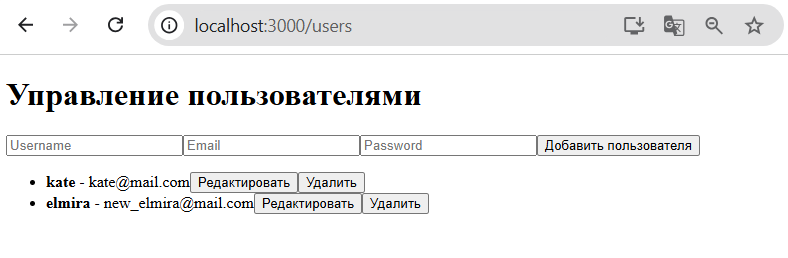 localhost:3000/users
Управление пользователями
Username Email Password Добавить пользователя
kate - kate@mail.com Редактировать Удалить
elmira - new_elmira@mail.com Редактировать Удалить